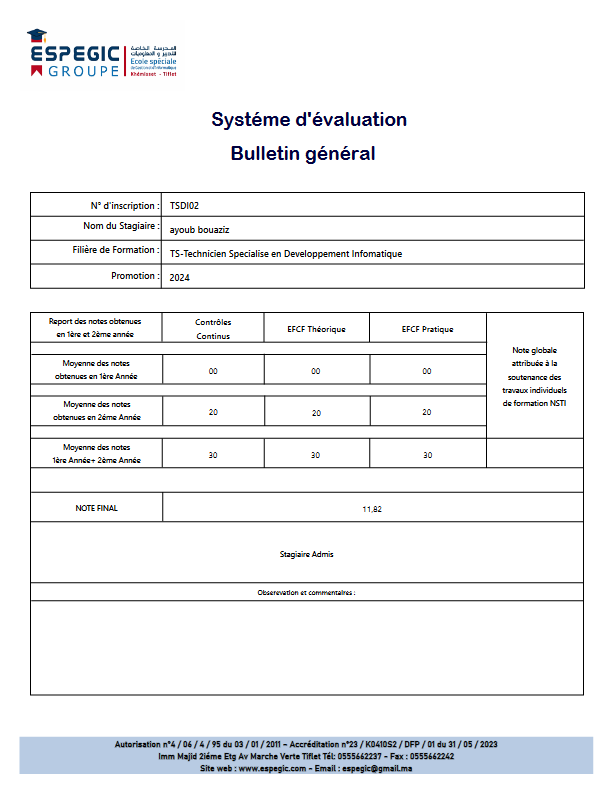 ESPEGIC
GROUPE
المدرسة الخاصة
للتدبير و المعلوميات
Ecole spéciale
Khémisset - Tiflet
Systéme d'évaluation
Bulletin général
N° d'inscription : TSDI02
Nom du Stagiaire : ayoub bouaziz
Filière de Formation : TS-Technicien Specialise en Developpement Infomatique
Promotion : 2024
Report des notes obtenues
en 1ère et 2ème année
Contrôles
Continus
EFCF Théorique
EFCF Pratique
Note globale
attribuée à la
soutenance des
travaux individuels
de formation NSTI
Moyenne des notes
obtenues en 1ère Année
00 00 00
Moyenne des notes
obtenues en 2éme Année
20 20 20
Moyenne des notes
1ère Année+ 2ème Année
30 30 30
NOTE FINAL 11,82
Stagiaire Admis
Obserevation et commentaires :
Autorisation n°4 / 06 / 4 / 95 du 03 / 01 / 2011 – Accréditation n°23 / K0410S2 / DFP / 01 du 31 / 05 / 2023
Imm Majid 2iéme Etg Av Marche Verte Tiflet Tél: 0555662237 - Fax : 0555662242
Site web : www.espegic.com - Email : espegic@gmail.ma